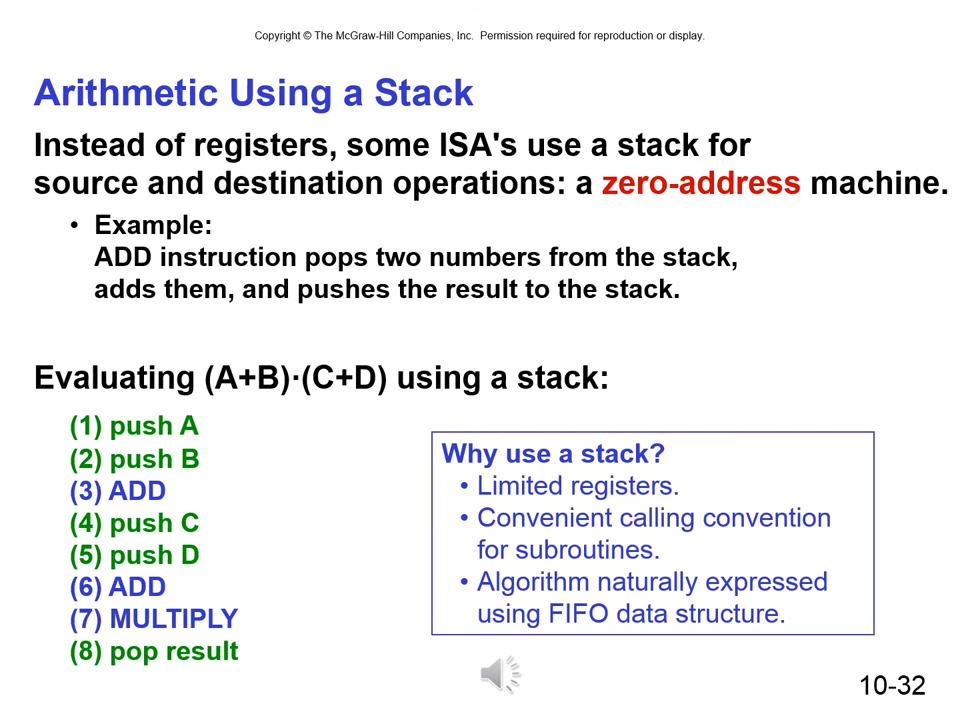 Copyright © The McGraw-Hill Companies, Inc. Permission required for reproduction or display.
Arithmetic Using a Stack
Instead of registers, some ISA's use a stack for
source and destination operations: a zero-address machine.
• Example:
ADD instruction pops two numbers from the stack,
adds them, and pushes the result to the stack.
Evaluating (A+B)·(C+D) using a stack:
(1) push A
(2) push B
(3) ADD
(4) push C
(5) push D
(6) ADD
(7) MULTIPLY
(8) pop result
Why use a stack?
• Limited registers.
• Convenient calling convention
for subroutines.
• Algorithm naturally expressed
using FIFO data structure.
10-32